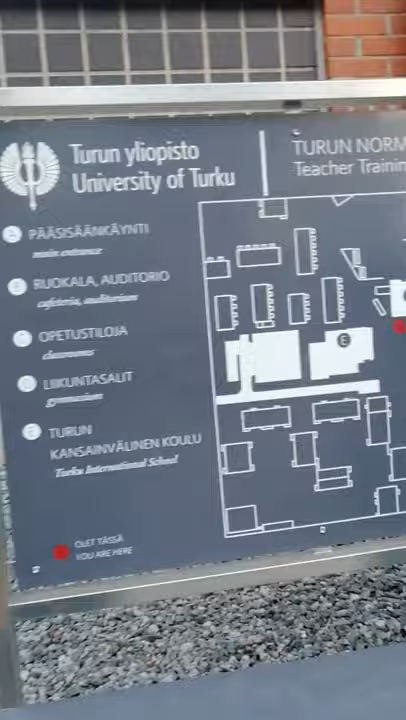 Turun yliopisto
University of Turku
TURUN NORM
Teacher Trainin
A PÄÄSISÄÄNKÄYNTI
main entrance
B RUOKALA, AUDITORIO
cafeteria, auditorium
C OPETUSTILOJA
classrooms
D LIIKUNTASALIT
gymnasium
E TURUN
KANSAINVÄLINEN KOULU
Turku International School
E
OLET TÄSSÄ
YOU ARE HERE